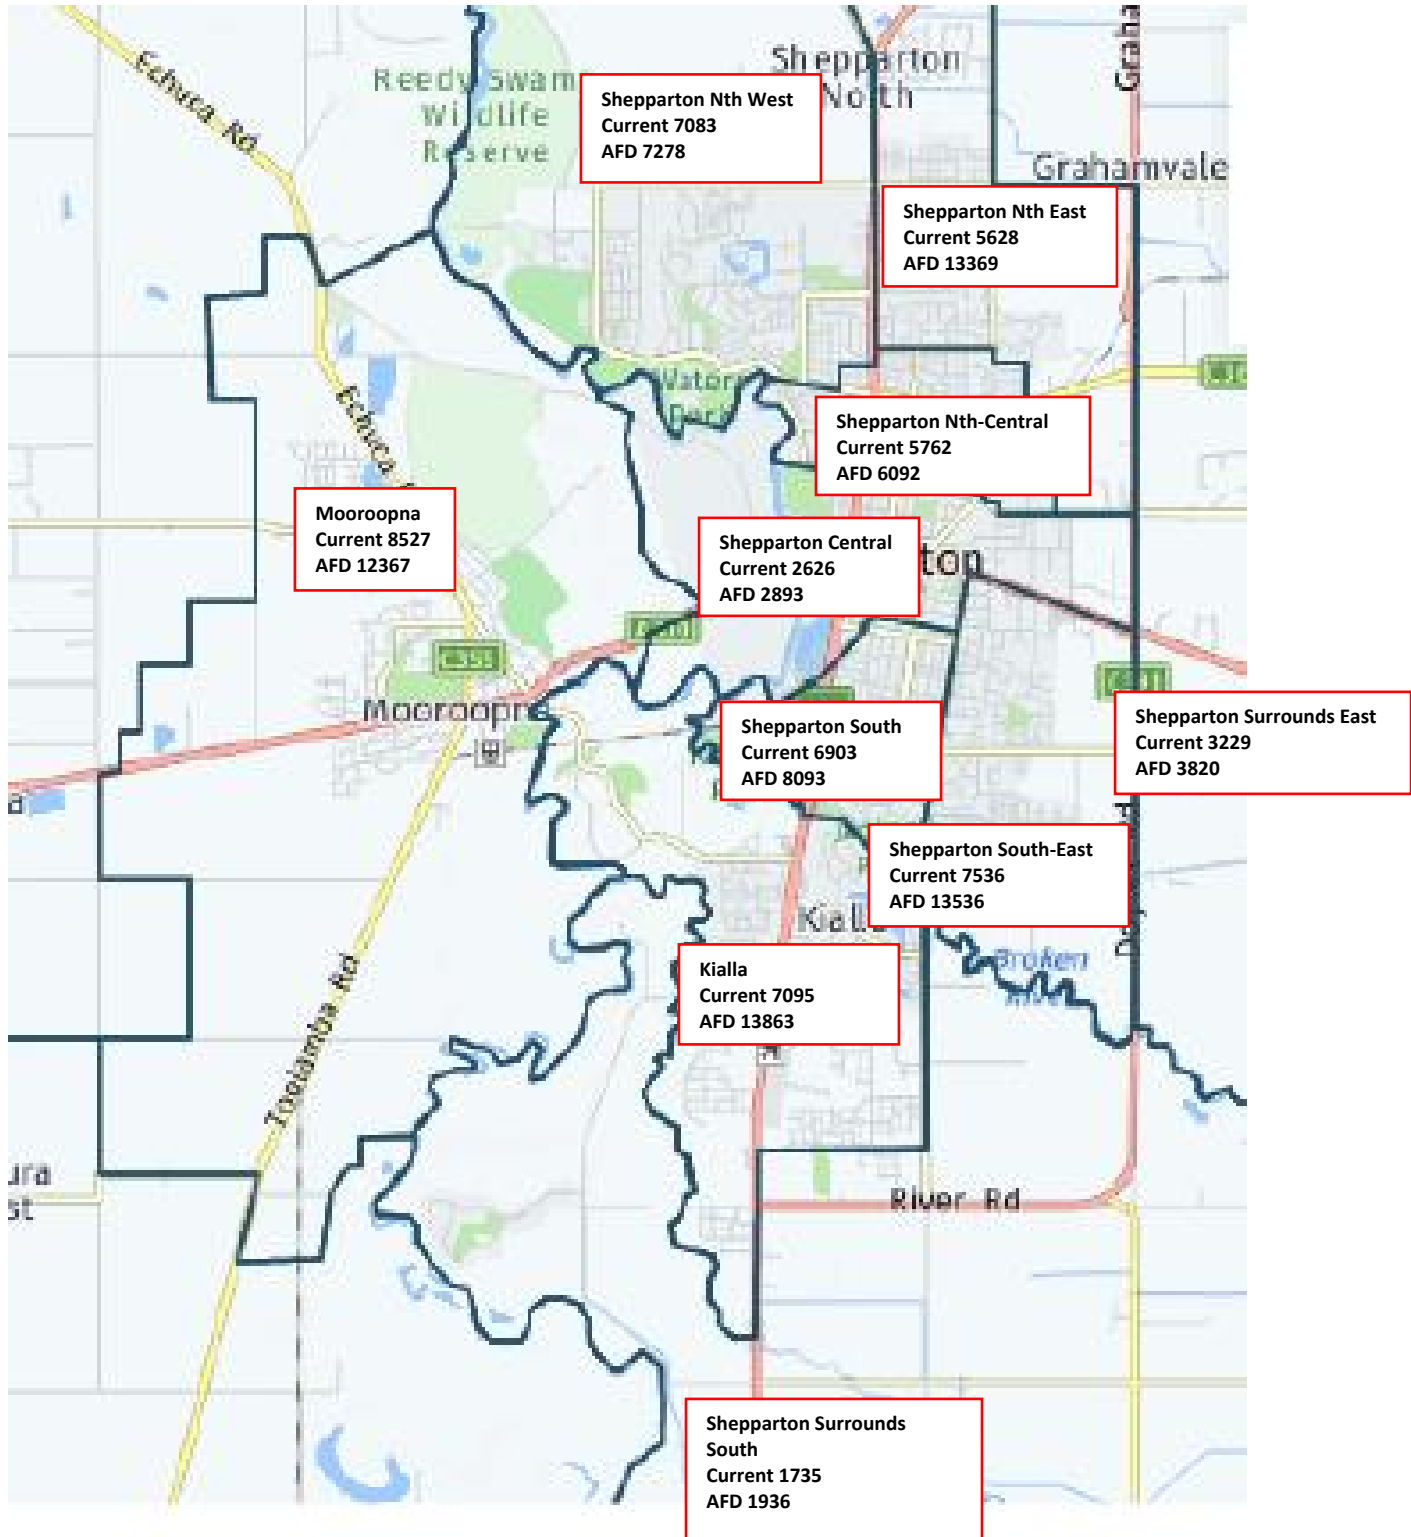 Echuca Rd
Reedy Swam
Wildlife
Reserve
Shepparton
North
Grahamvale
Shepparton Nth West
Current 7083
AFD 7278
Shepparton Nth East
Current 5628
AFD 13369
Echuca
Shepparton Nth-Central
Current 5762
AFD 6092
Mooroopna
Current 8527
AFD 12367
Shepparton Central
Current 2626
AFD 2893
ton
Mooroopn
Shepparton South
Current 6903
AFD 8093
Shepparton Surrounds East
Current 3229
AFD 3820
Shepparton South-East
Current 7536
AFD 13536
Kialla
Broken
Kialla
Current 7095
AFD 13863
River Rd
Shepparton Surrounds
South
Current 1735
AFD 1936